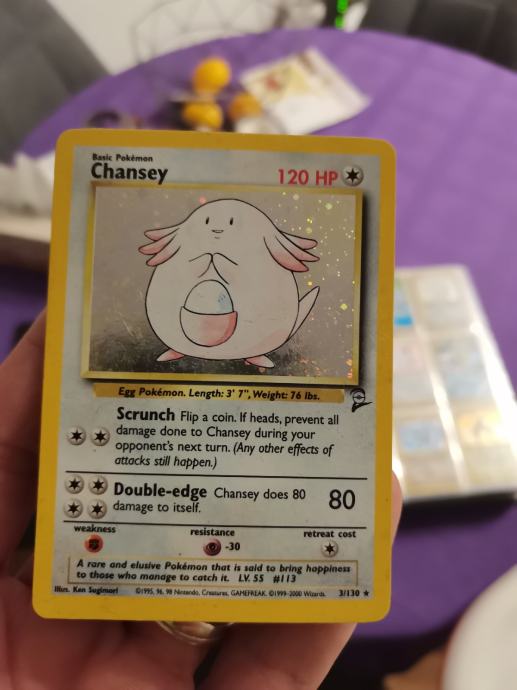 Basic Pokémon
Chansey 120 HP
Egg Pokémon. Length: 3' 7", Weight: 76 lbs.
Scrunch Flip a coin. If heads, prevent all
damage done to Chansey during your
opponent's next turn. (Any other effects of
attacks still happen.)
Double-edge Chansey does 80 80
damage to itself.
weakness resistance retreat cost
-30
A rare and elusive Pokémon that is said to bring happiness
to those who manage to catch it. LV. 55 #113
Illus. Ken Sugimori ©1995, 96, 98 Nintendo, Creatures, GAMEFREAK. ©1999-2000 Wizards. 3/130 ★